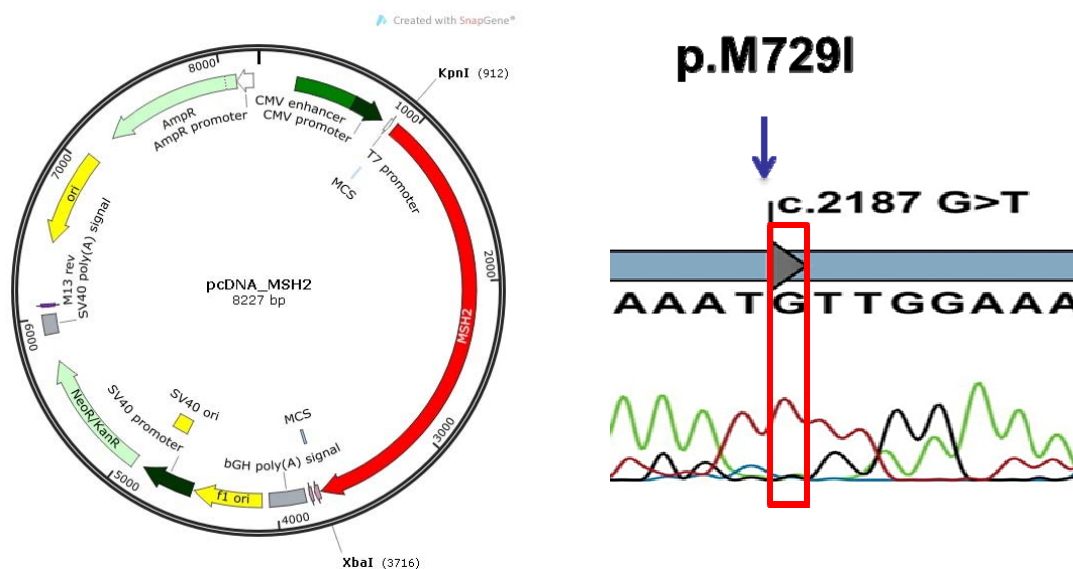 Created with SnapGene®
KpnI (912)
8000
1000
CMV enhancer
CMV promoter
AmpR
AmpR promoter
T7 promoter
MCS
7000
ori
2000
SV40 poly(A) signal
M13 rev
pcDNA_MSH2
8227 bp
MSH2
6000
NeoR/KanR
SV40 promoter
SV40 ori
MCS
3000
bGH poly(A) signal
5000
f1 ori
4000
XbaI (3716)
p.M729I
c.2187 G>T
AAATGTTGGAAA